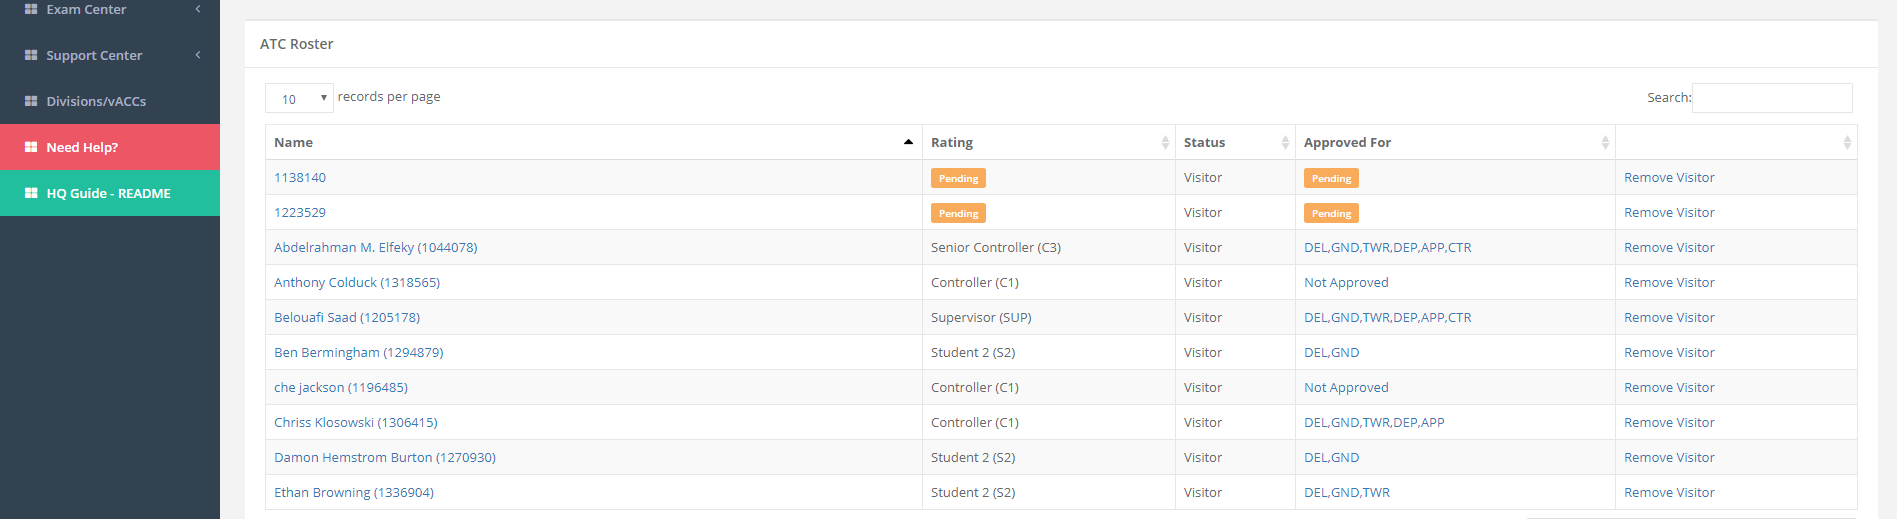 Exam Center
Support Center
Divisions/vACCs
Need Help?
HQ Guide - README
ATC Roster
10 records per page
Search:
Name Rating Status Approved For
1138140 Pending Visitor Pending Remove Visitor
1223529 Pending Visitor Pending Remove Visitor
Abdelrahman M. Elfeky (1044078) Senior Controller (C3) Visitor DEL,GND,TWR,DEP,APP,CTR Remove Visitor
Anthony Colduck (1318565) Controller (C1) Visitor Not Approved Remove Visitor
Belouafi Saad (1205178) Supervisor (SUP) Visitor DEL,GND,TWR,DEP,APP,CTR Remove Visitor
Ben Bermingham (1294879) Student 2 (S2) Visitor DEL,GND Remove Visitor
che jackson (1196485) Controller (C1) Visitor Not Approved Remove Visitor
Chriss Klosowski (1306415) Controller (C1) Visitor DEL,GND,TWR,DEP,APP Remove Visitor
Damon Hemstrom Burton (1270930) Student 2 (S2) Visitor DEL,GND Remove Visitor
Ethan Browning (1336904) Student 2 (S2) Visitor DEL,GND,TWR Remove Visitor